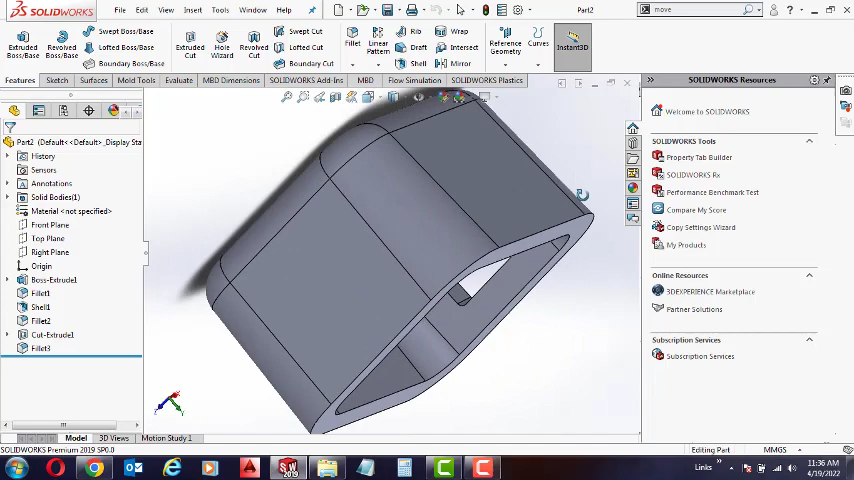 SOLIDWORKS File Edit View Insert Tools Window Help Part2 move ?
Extruded Boss/Base Revolved Boss/Base Swept Boss/Base Lofted Boss/Base Boundary Boss/Base Extruded Cut Hole Wizard Revolved Cut Swept Cut Lofted Cut Boundary Cut Fillet Linear Pattern Rib Draft Shell Wrap Intersect Mirror Reference Geometry Curves Instant3D
Features Sketch Surfaces Mold Tools Evaluate MBD Dimensions SOLIDWORKS Add-Ins MBD Simulation Analysis Preparation Flow Simulation SOLIDWORKS Plastics
SOLIDWORKS Resources
Welcome to SOLIDWORKS
SOLIDWORKS Tools
Property Tab Builder
SOLIDWORKS Rx
Performance Benchmark Test
Compare My Score
Copy Settings Wizard
My Products
Online Resources
3DEXPERIENCE Marketplace
Partner Solutions
Subscription Services
Subscription Services
Part2 (Default<<Default>_Display Sta
History
Sensors
Annotations
Solid Bodies(1)
Material <not specified>
Front Plane
Top Plane
Right Plane
Origin
Boss-Extrude1
Fillet1
Shell1
Fillet2
Cut-Extrude1
Fillet3
Model 3D Views Motion Study 1
SOLIDWORKS Premium 2019 SP0.0 Editing Part MMGS
SW 2019 Links 11:36 AM
4/19/2022